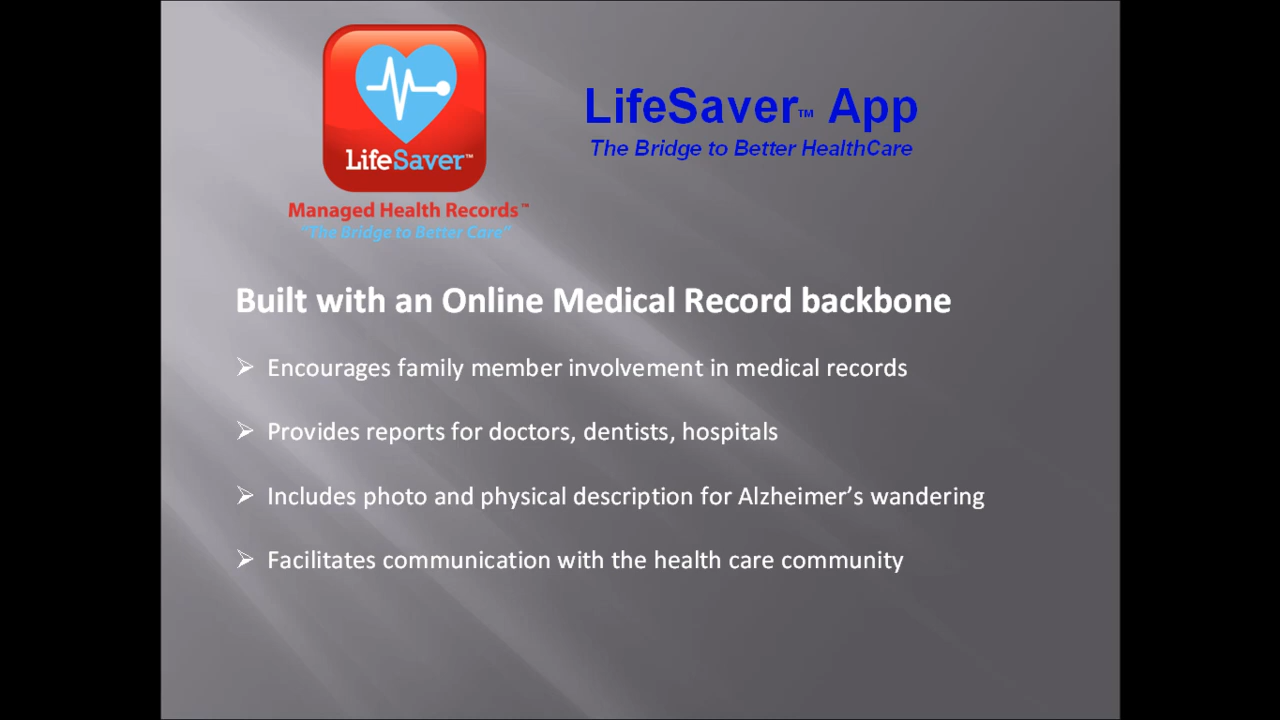 LifeSaver™
Managed Health Records™
"The Bridge to Better Care"
LifeSaver™ App
The Bridge to Better HealthCare
Built with an Online Medical Record backbone
➢ Encourages family member involvement in medical records
➢ Provides reports for doctors, dentists, hospitals
➢ Includes photo and physical description for Alzheimer’s wandering
➢ Facilitates communication with the health care community